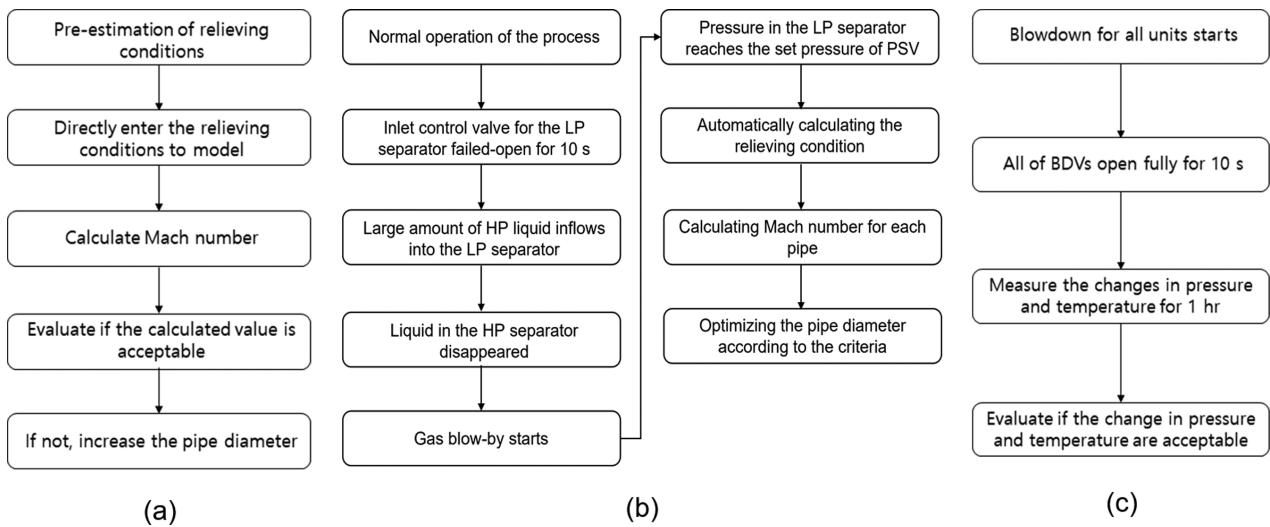 Pre-estimation of relieving
conditions
Directly enter the relieving
conditions to model
Calculate Mach number
Evaluate if the calculated value is
acceptable
If not, increase the pipe diameter
(a)
Normal operation of the process
Inlet control valve for the LP
separator failed-open for 10 s
Large amount of HP liquid inflows
into the LP separator
Liquid in the HP separator
disappeared
Gas blow-by starts
Pressure in the LP separator
reaches the set pressure of PSV
Automatically calculating the
relieving condition
Calculating Mach number for each
pipe
Optimizing the pipe diameter
according to the criteria
(b)
Blowdown for all units starts
All of BDVs open fully for 10 s
Measure the changes in pressure
and temperature for 1 hr
Evaluate if the change in pressure
and temperature are acceptable
(c)